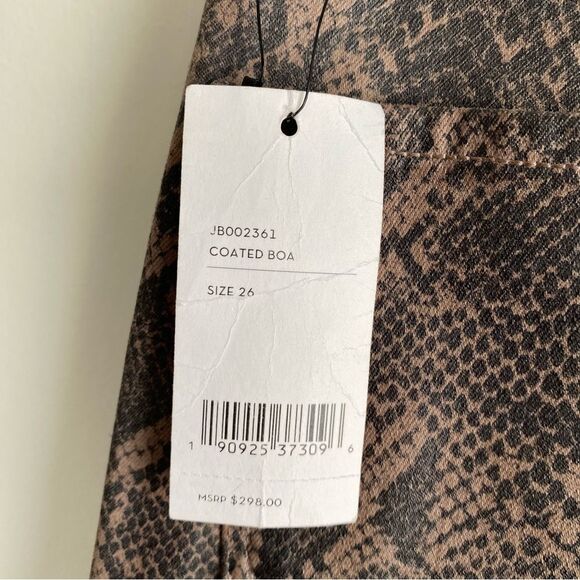 JB002361
COATED BOA
SIZE 26
1 90925 37309 6
MSRP $298.00